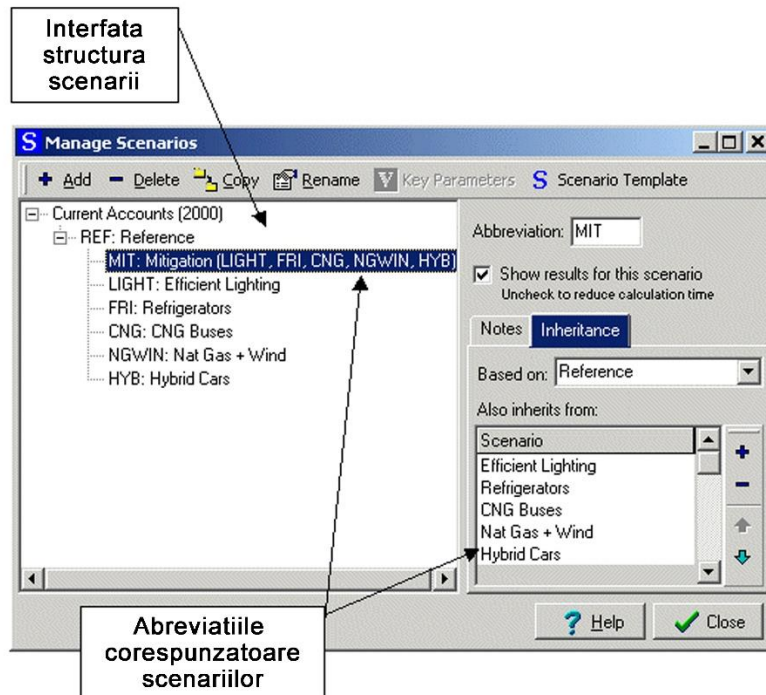 Interfata
structura
scenarii
S Manage Scenarios
Add Delete Copy Rename Key Parameters S Scenario Template
Current Accounts (2000)
REF: Reference
MIT: Mitigation (LIGHT, FRI, CNG, NGWIN, HYB)
LIGHT: Efficient Lighting
FRI: Refrigerators
CNG: CNG Buses
NGWIN: Nat Gas + Wind
HYB: Hybrid Cars
Abbreviation: MIT
Show results for this scenario
Uncheck to reduce calculation time
Notes Inheritance
Based on: Reference
Also inherits from:
Scenario
Efficient Lighting
Refrigerators
CNG Buses
Nat Gas + Wind
Hybrid Cars
? Help Close
Abreviatiile
corespunzatoare
scenariilor